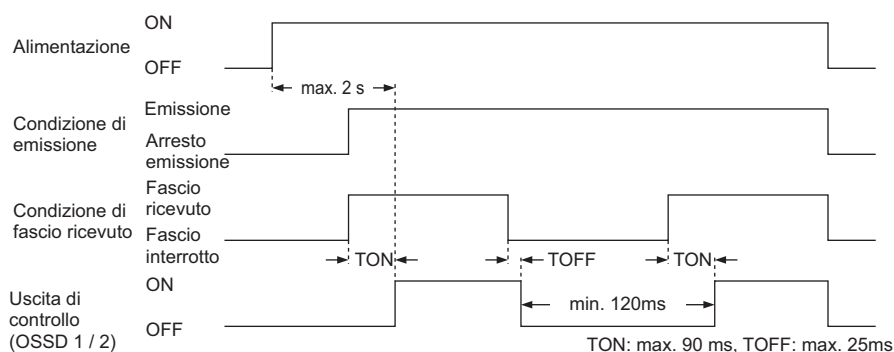 Alimentazione
ON
OFF
max. 2 s
Condizione di
emissione
Emissione
Arresto
emissione
Condizione di
fascio ricevuto
Fascio
ricevuto
Fascio
interrotto
TON
TOFF
TON
Uscita di
controllo
(OSSD 1 / 2)
ON
OFF
min. 120ms
TON: max. 90 ms, TOFF: max. 25ms